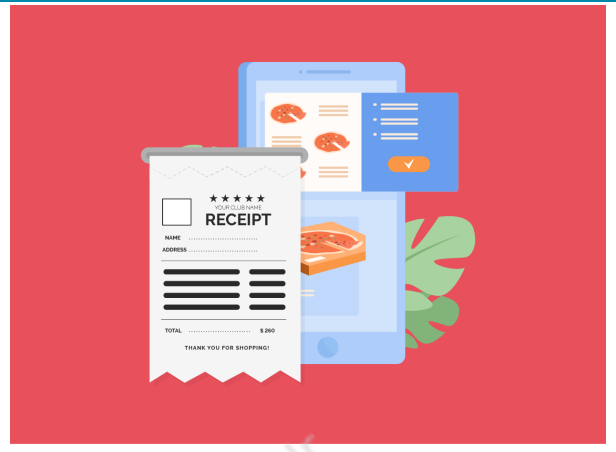 ★★★★★
YOUR CLUB NAME
RECEIPT
NAME ..............................
ADDRESS ..............................
TOTAL .......................... $ 260
THANK YOU FOR SHOPPING!